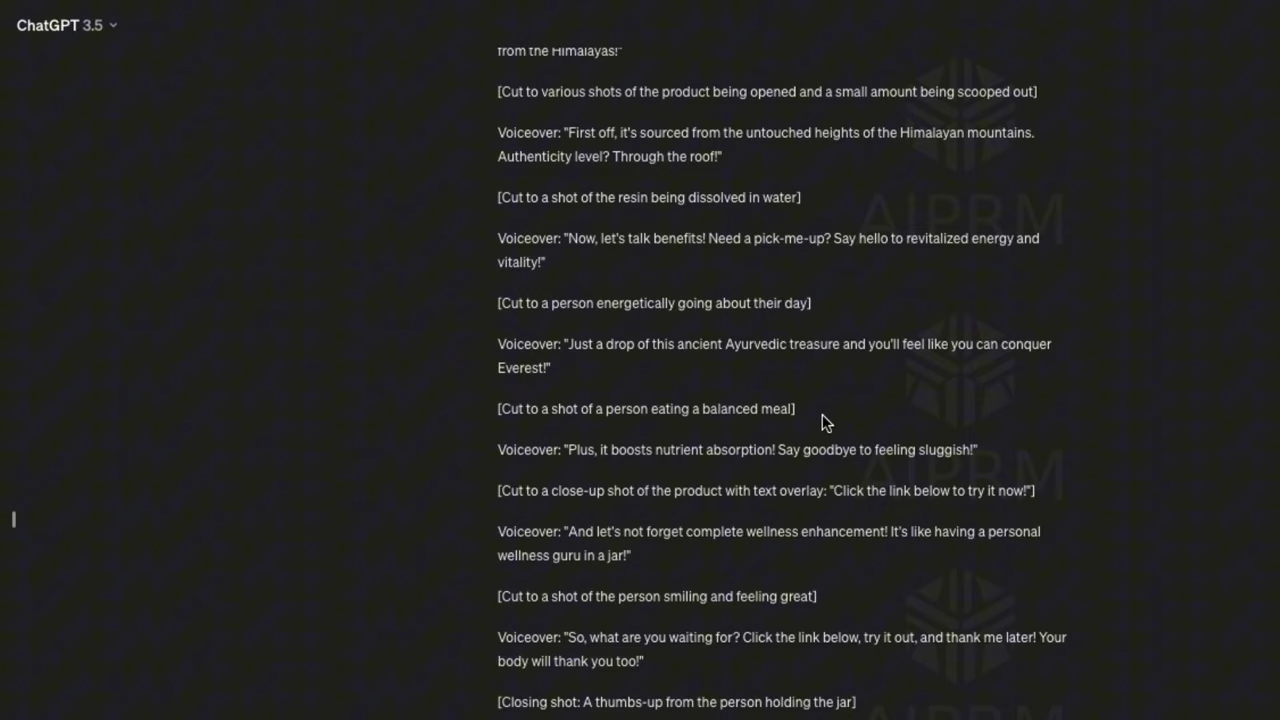 ChatGPT 3.5
from the Himalayas!"
[Cut to various shots of the product being opened and a small amount being scooped out]
Voiceover: "First off, it's sourced from the untouched heights of the Himalayan mountains.
Authenticity level? Through the roof!"
[Cut to a shot of the resin being dissolved in water]
AIPRM
Voiceover: "Now, let's talk benefits! Need a pick-me-up? Say hello to revitalized energy and
vitality!"
[Cut to a person energetically going about their day]
Voiceover: "Just a drop of this ancient Ayurvedic treasure and you'll feel like you can conquer
Everest!"
[Cut to a shot of a person eating a balanced meal]
Voiceover: "Plus, it boosts nutrient absorption! Say goodbye to feeling sluggish!"
AIPRM
[Cut to a close-up shot of the product with text overlay: "Click the link below to try it now!"]
Voiceover: "And let's not forget complete wellness enhancement! It's like having a personal
wellness guru in a jar!"
[Cut to a shot of the person smiling and feeling great]
Voiceover: "So, what are you waiting for? Click the link below, try it out, and thank me later! Your
body will thank you too!"
[Closing shot: A thumbs-up from the person holding the jar]